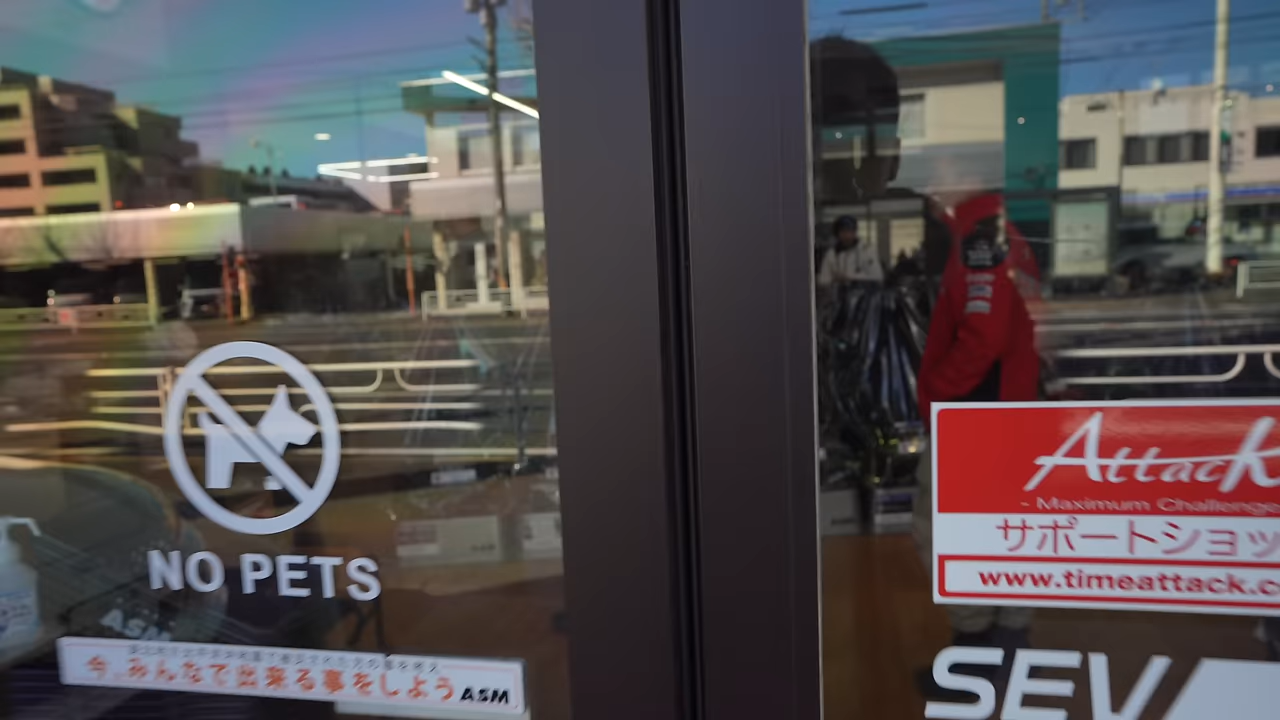 NO PETS
今、みんなで出来る事をしよう ASM
Attack
- Maximum Challenge
サポートショッ
www.timeattack.c
SEV
ASM